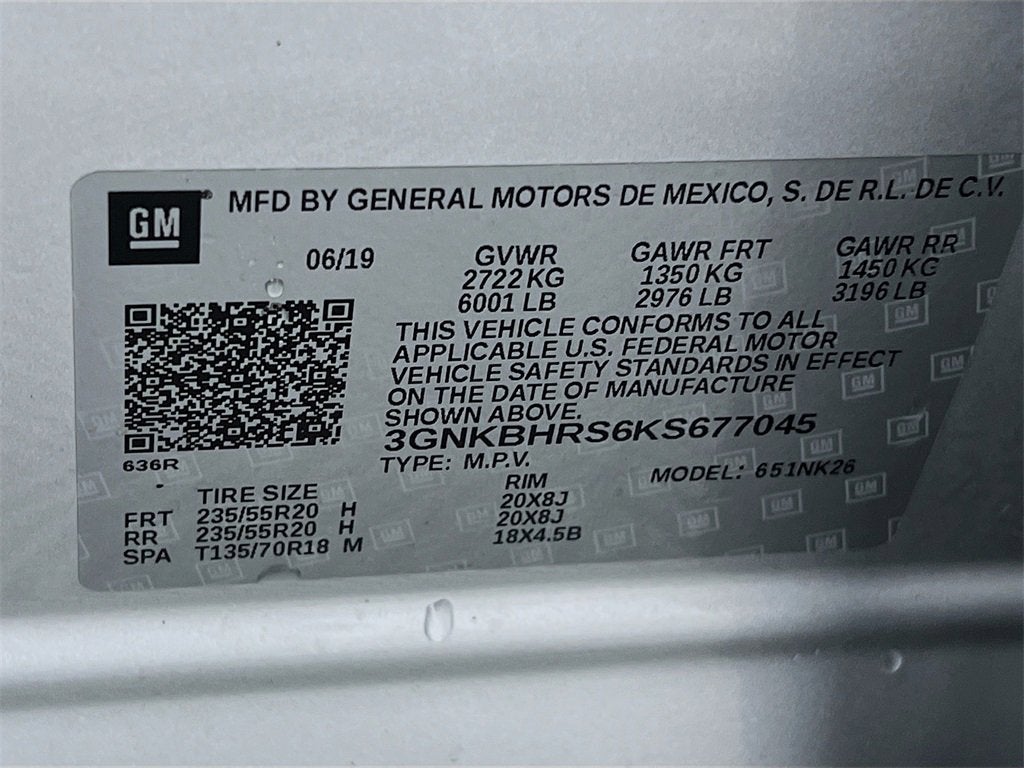 GM
MFD BY GENERAL MOTORS DE MEXICO, S. DE R.L. DE C.V.
06/19 GVWR GAWR FRT GAWR RR
2722 KG 1350 KG 1450 KG
6001 LB 2976 LB 3196 LB
THIS VEHICLE CONFORMS TO ALL
APPLICABLE U.S. FEDERAL MOTOR
VEHICLE SAFETY STANDARDS IN EFFECT
ON THE DATE OF MANUFACTURE
SHOWN ABOVE.
3GNKBHRS6KS677045
636R
TYPE: M.P.V. MODEL: 651NK26
TIRE SIZE RIM
FRT 235/55R20 H 20X8J
RR 235/55R20 H 20X8J
SPA T135/70R18 M 18X4.5B